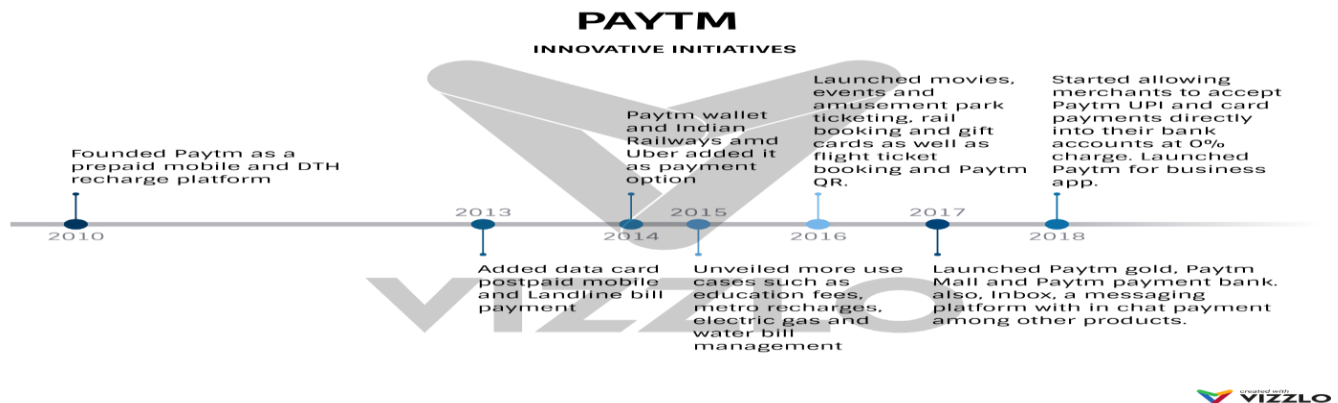 PAYTM
INNOVATIVE INITIATIVES
Founded Paytm as a
prepaid mobile and DTH
recharge platform
2010
2013
Added data card
postpaid mobile
and Landline bill
payment
Paytm wallet
and Indian
Railways amd
Uber added it
as payment
option
2014
2015
Unveiled more use
cases such as
education fees,
metro recharges,
electric gas and
water bill
management
Launched movies,
events and
amusement park
ticketing, rail
booking and gift
cards as well as
flight ticket
booking and Paytm
QR.
2016
2017
Launched Paytm gold, Paytm
Mall and Paytm payment bank.
also, Inbox, a messaging
platform with in chat payment
among other products.
Started allowing
merchants to accept
Paytm UPI and card
payments directly
into their bank
accounts at 0%
charge. Launched
Paytm for business
app.
2018
VIZZLO
created with
VIZZLO